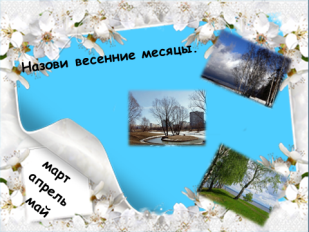 Назови весенние месяцы.
март
апрель
май